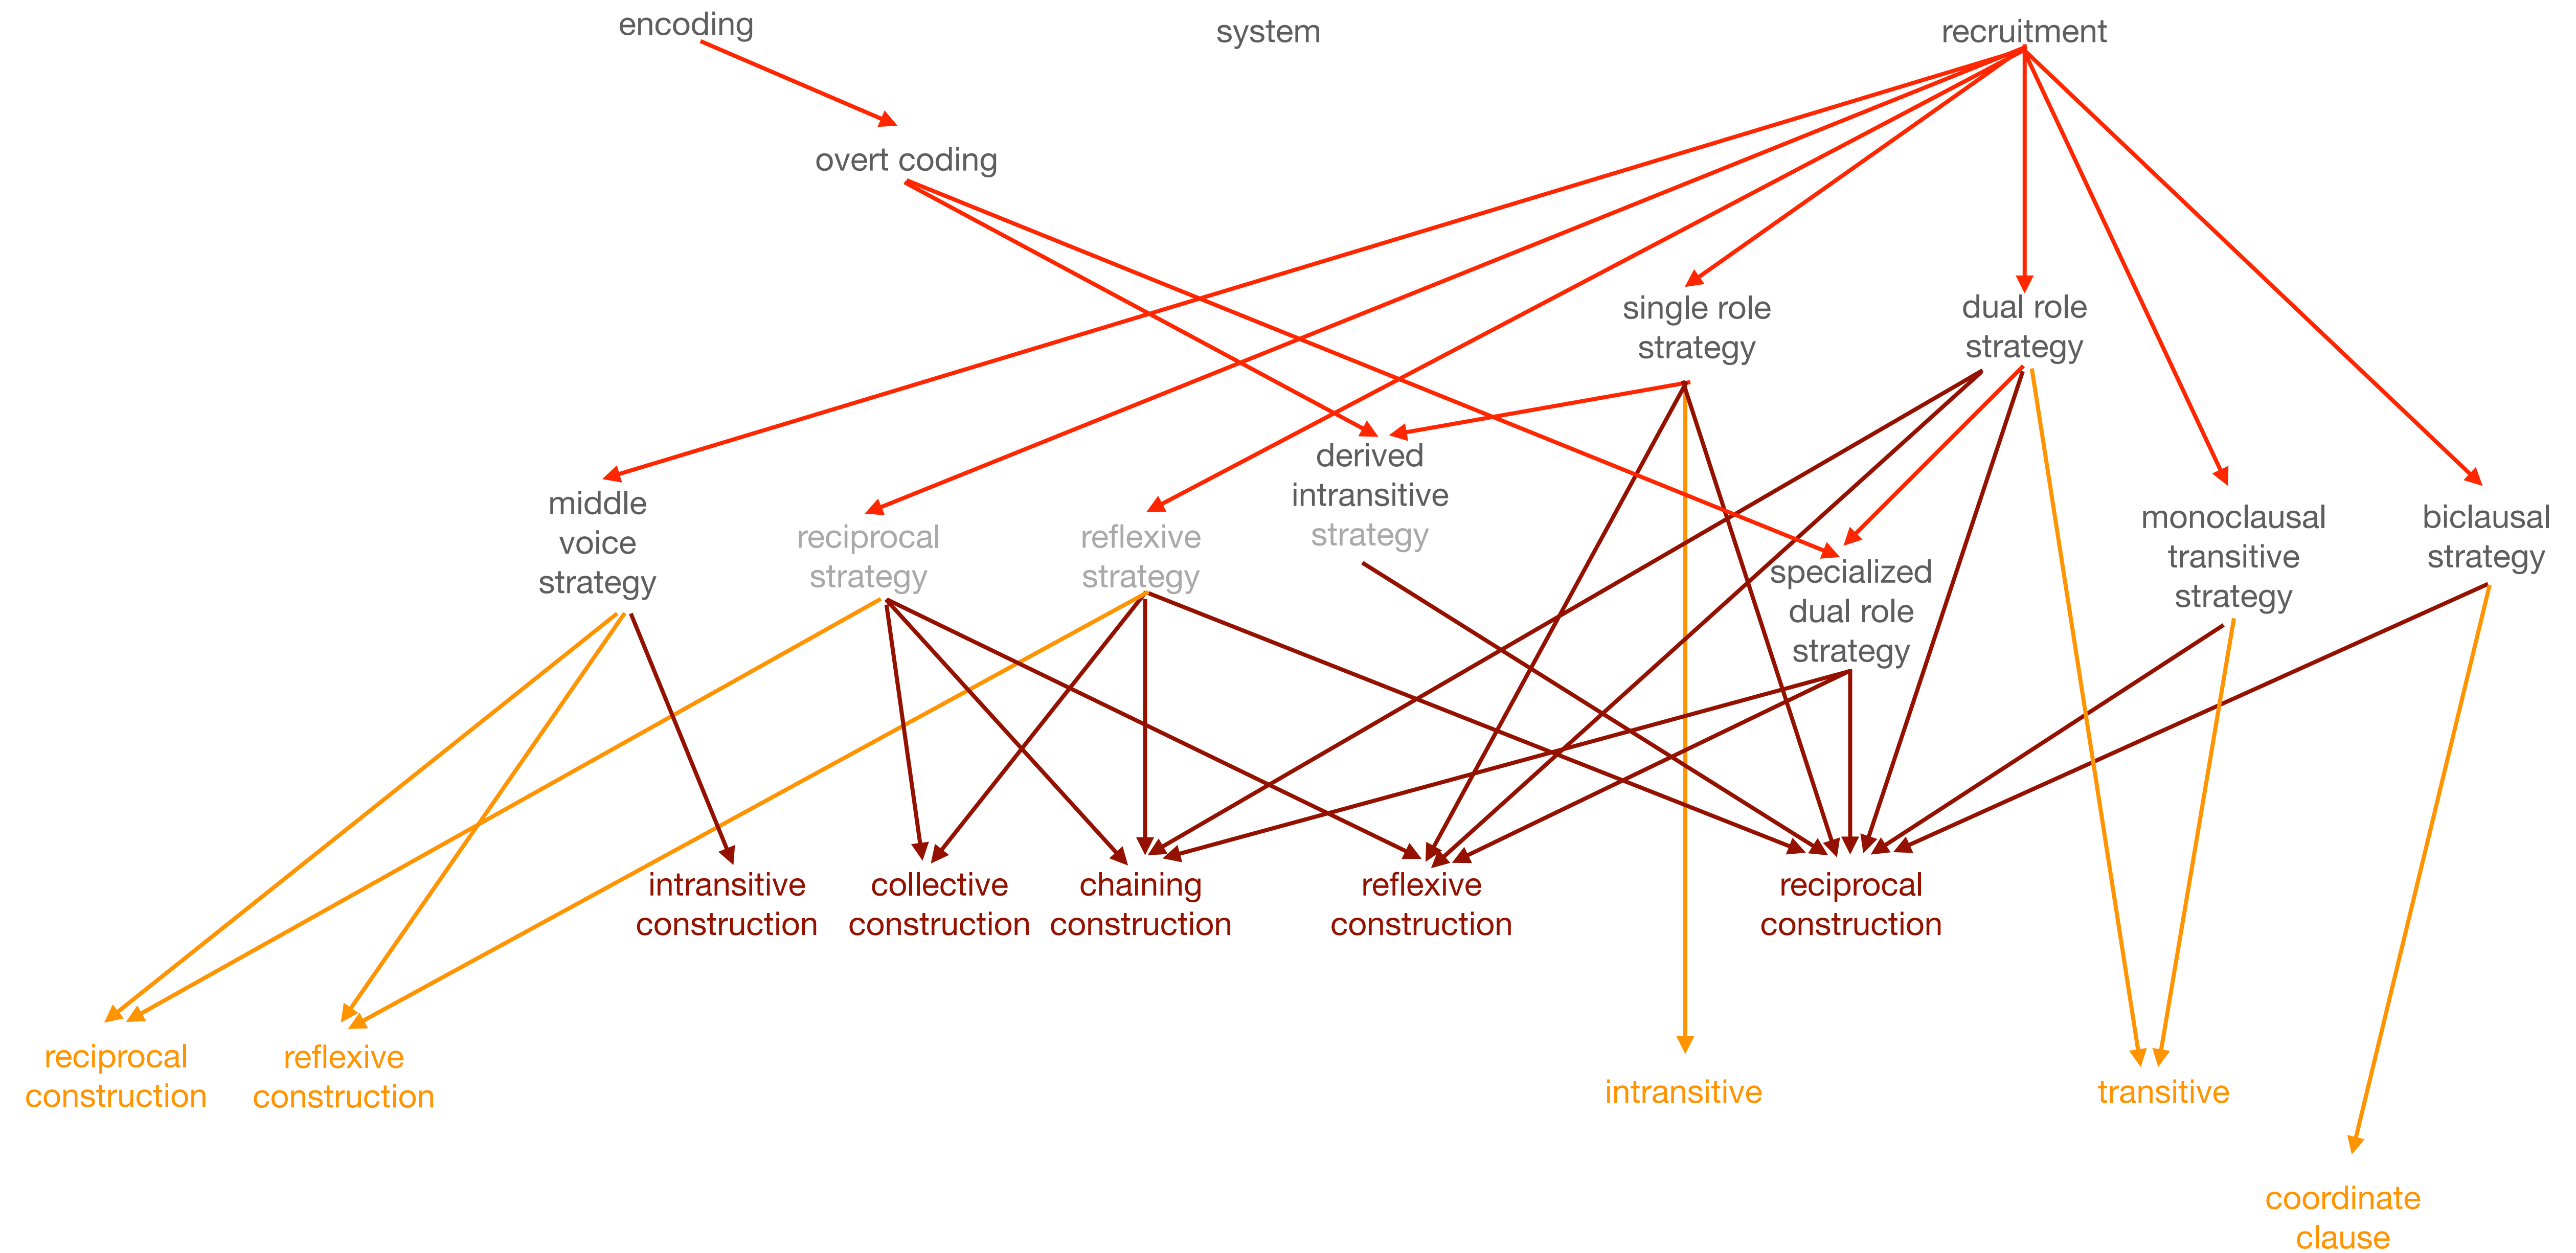 encoding
system
recruitment
overt coding
single role
strategy
dual role
strategy
derived
intransitive
strategy
middle
voice
strategy
reciprocal
strategy
reflexive
strategy
specialized
dual role
strategy
monoclausal
transitive
strategy
biclausal
strategy
intransitive
construction
collective
construction
chaining
construction
reflexive
construction
reciprocal
construction
reciprocal
construction
reflexive
construction
intransitive
transitive
coordinate
clause